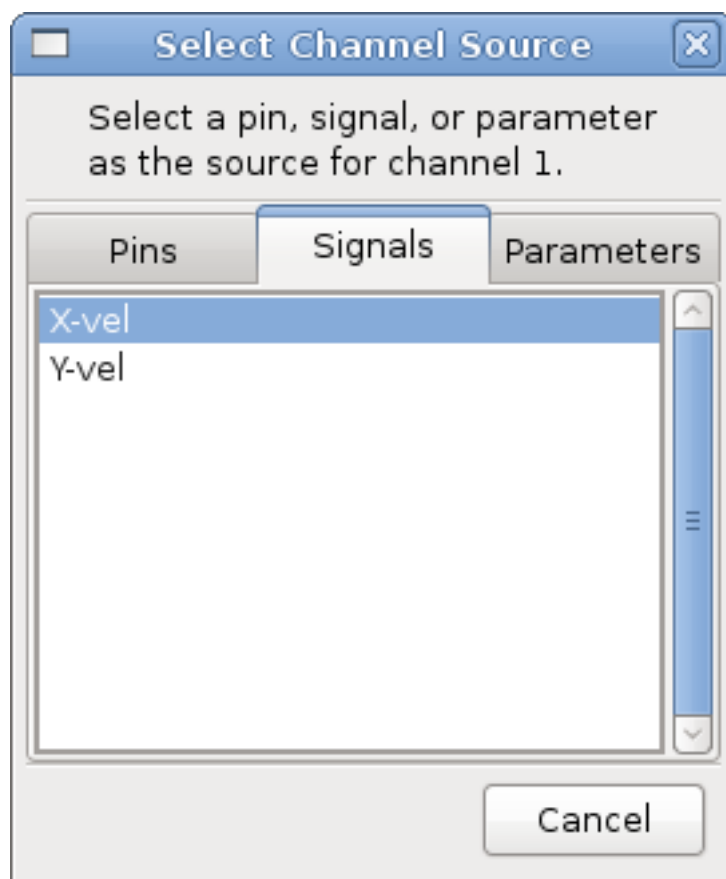 Select Channel Source
Select a pin, signal, or parameter
as the source for channel 1.
Pins Signals Parameters
X-vel
Y-vel
Cancel